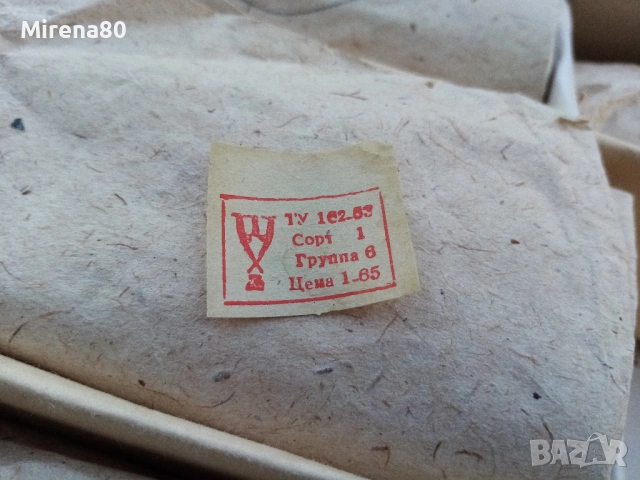 Mirena80
ТУ 162-63
Сорт 1
Группа 6
Цена 1-65
BAZAR